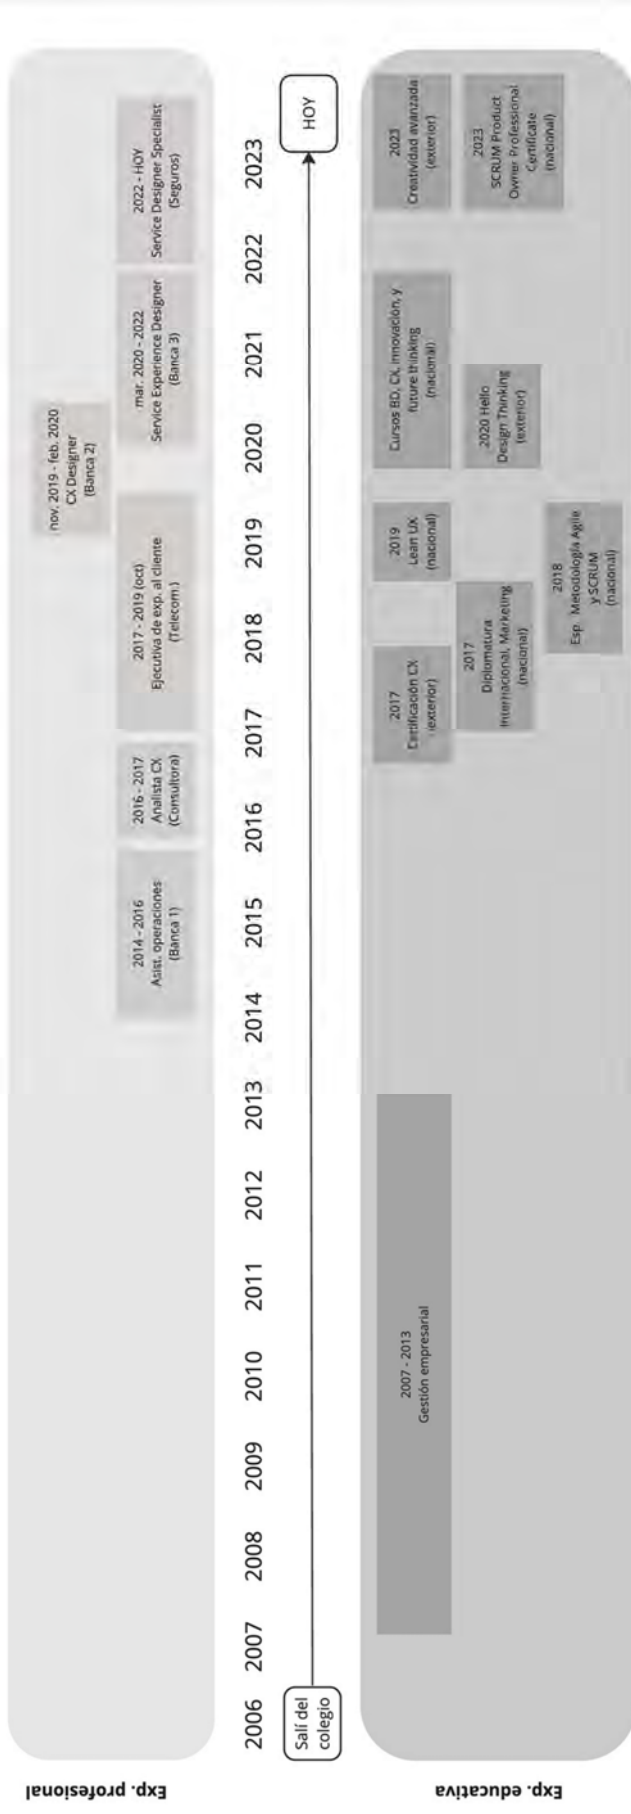 Exp. profesional
2014 - 2016
Asist. operaciones
(Banca 1)
2016 - 2017
Analista CX
(Consultora)
2017 - 2019 (oct)
Ejecutiva de exp. al cliente
(Telecom.)
nov. 2019 - feb. 2020
CX Designer
(Banca 2)
mar. 2020 - 2022
Service Experience Designer
(Banca 3)
2022 - HOY
Service Designer Specialist
(Seguros)
2006 2007 2008 2009 2010 2011 2012 2013 2014 2015 2016 2017 2018 2019 2020 2021 2022 2023
Salí del
colegio
HOY
Exp. educativa
2007 - 2013
Gestión empresarial
2017
Certificación CX
(exterior)
2017
Diplomatura
Internacional, Marketing
(nacional)
2018
Esp. Metodología Agile
y SCRUM
(nacional)
2019
Lean UX
(nacional)
Cursos BD, CX, innovación, y
future thinking
(nacional)
2020 Hello
Design Thinking
(exterior)
2023
Creatividad avanzada
(exterior)
2023
SCRUM Product
Owner Professional
Certificate
(nacional)